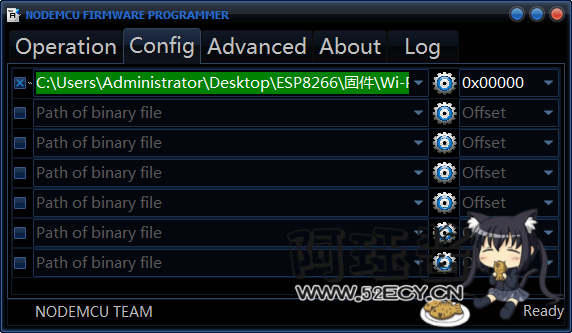 NODEMCU FIRMWARE PROGRAMMER
Operation Config Advanced About Log
C:\Users\Administrator\Desktop\ESP8266\固件\Wi-F 0x00000
Path of binary file Offset
Path of binary file Offset
Path of binary file Offset
Path of binary file Offset
Path of binary file
Path of binary file
WWW.52ECY.CN
NODEMCU TEAM Ready